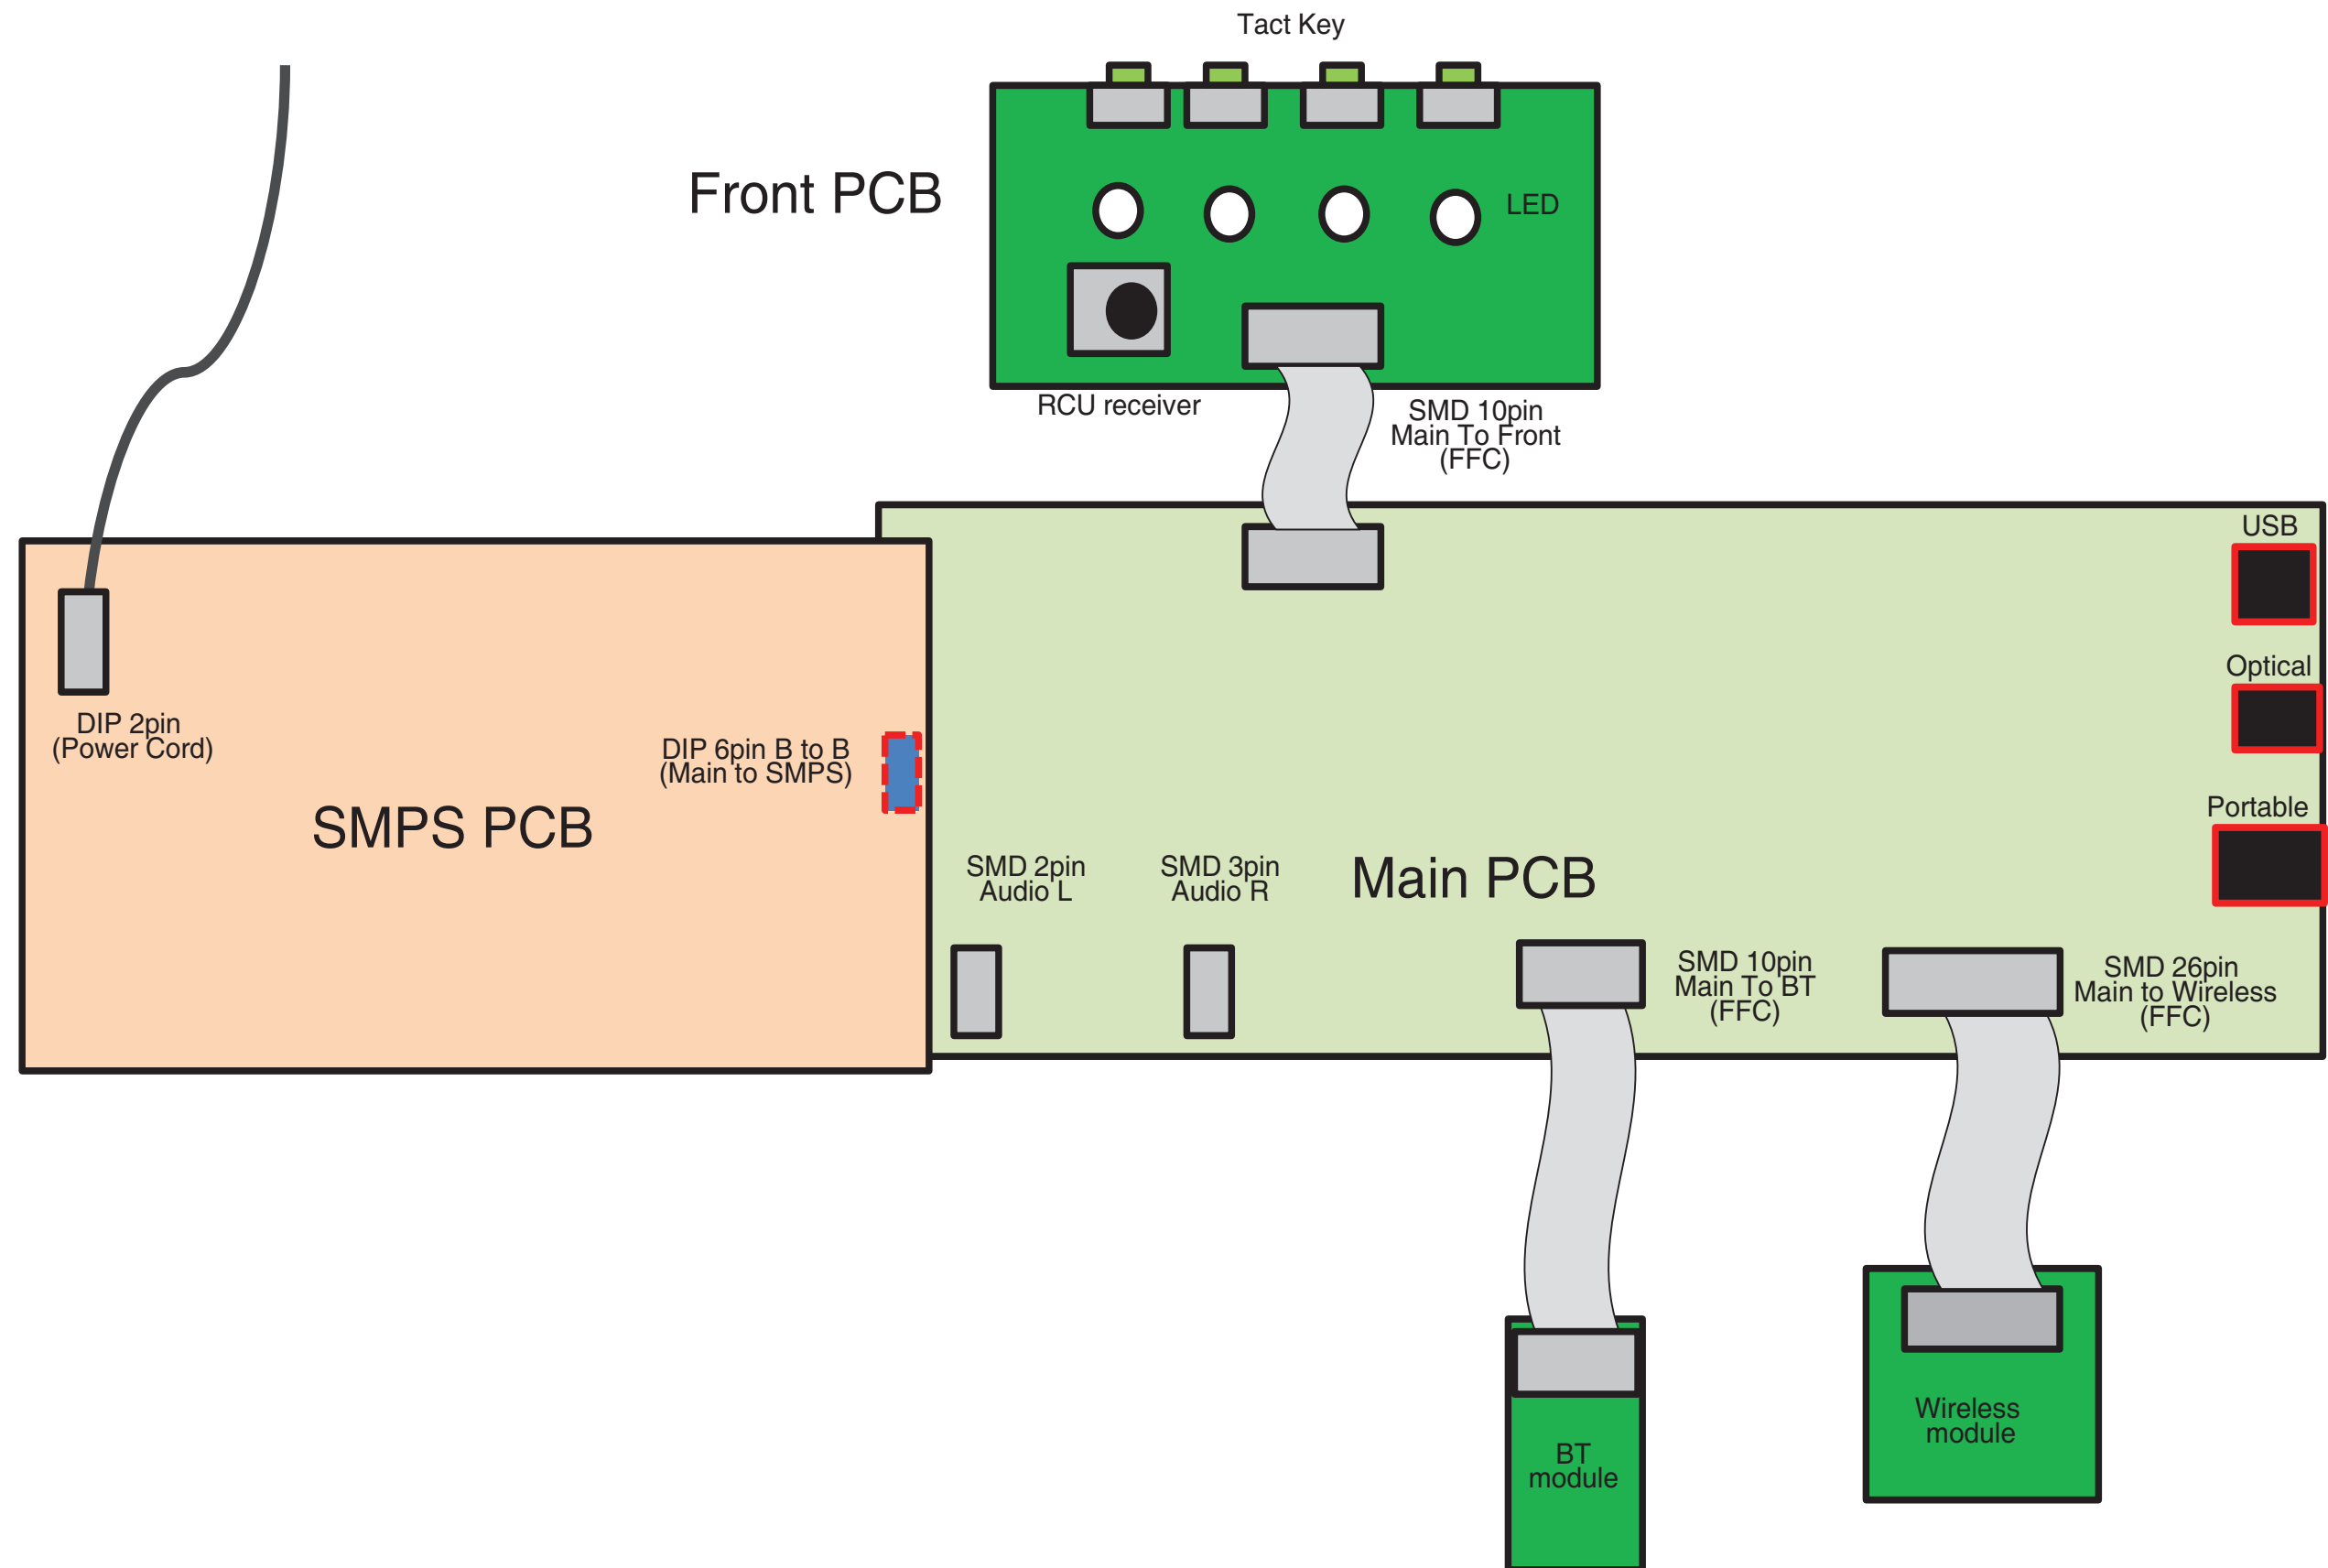 Tact Key
Front PCB
LED
RCU receiver
SMD 10pin
Main To Front
(FFC)
USB
Optical
Portable
DIP 2pin
(Power Cord)
DIP 6pin B to B
(Main to SMPS)
SMPS PCB
SMD 2pin
Audio L
SMD 3pin
Audio R
Main PCB
SMD 10pin
Main To BT
(FFC)
SMD 26pin
Main to Wireless
(FFC)
Wireless
module
BT
module